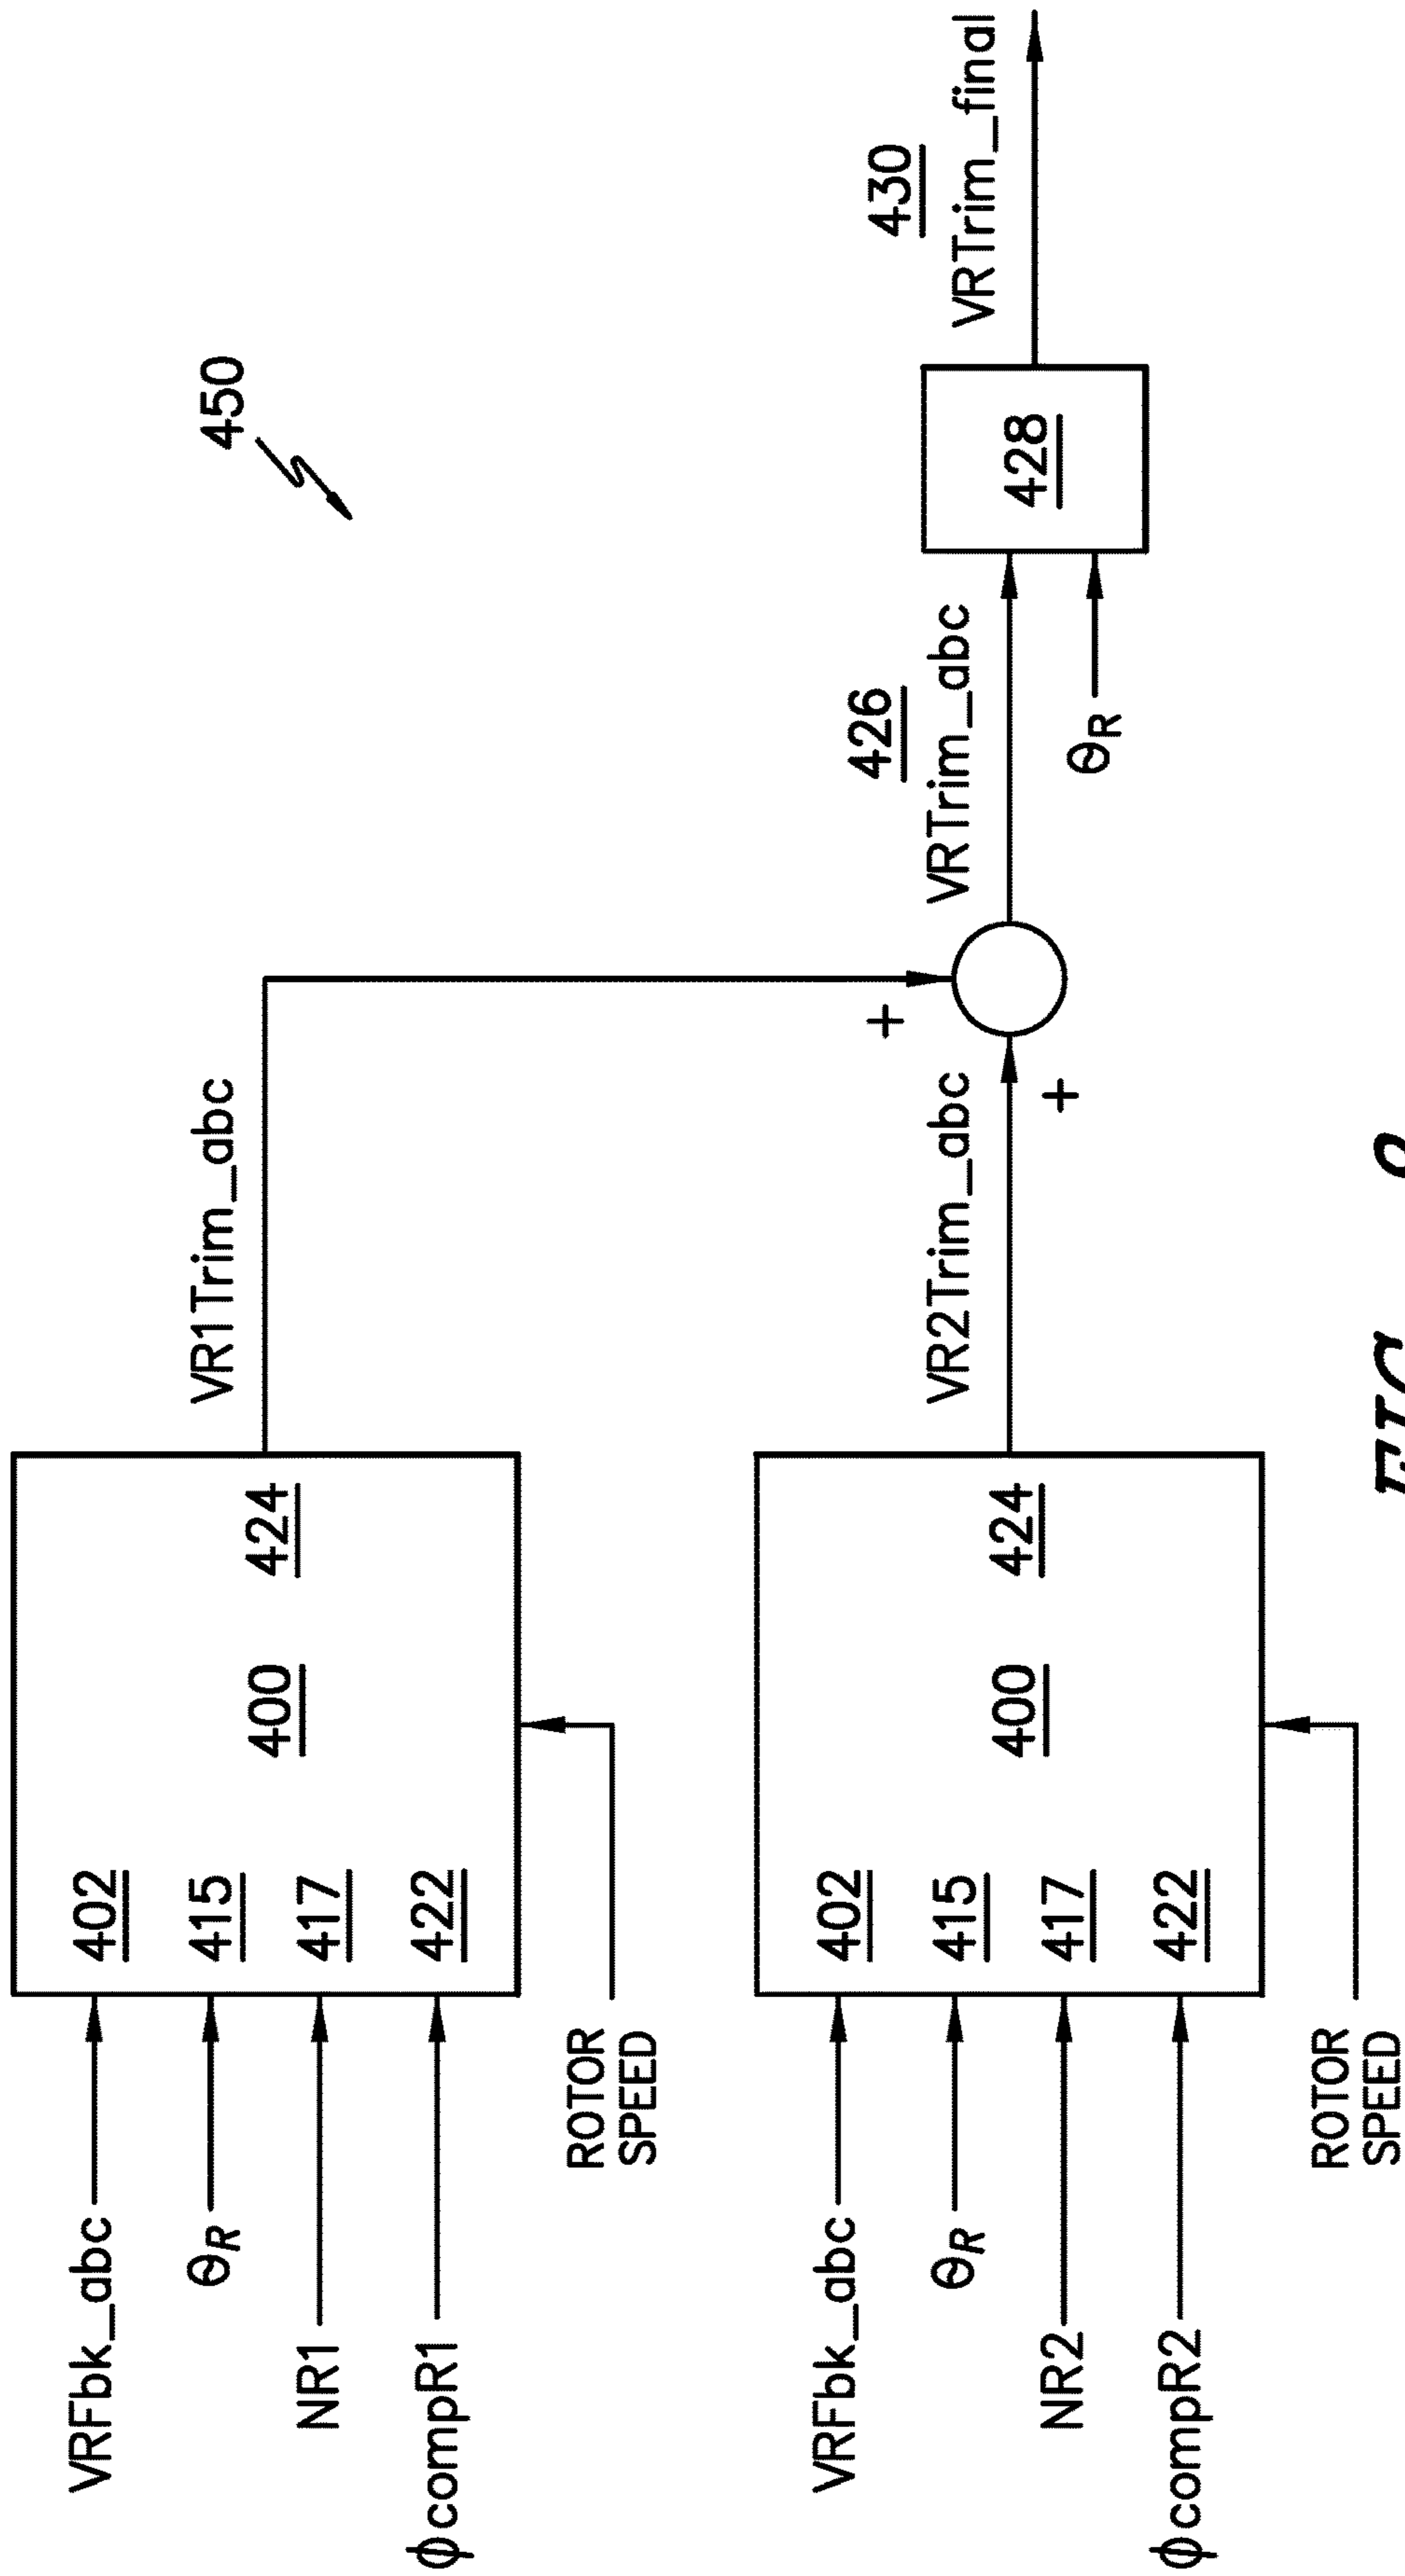 450
VRFbk_abc
θR
NR1
ϕcompR1
402
415
417
422
400
424
ROTOR
SPEED
VR1Trim_abc
VRFbk_abc
θR
NR2
ϕcompR2
402
415
417
422
400
424
ROTOR
SPEED
VR2Trim_abc
+
+
426
VRTrim_abc
θR
428
430
VRTrim_final
FIG.